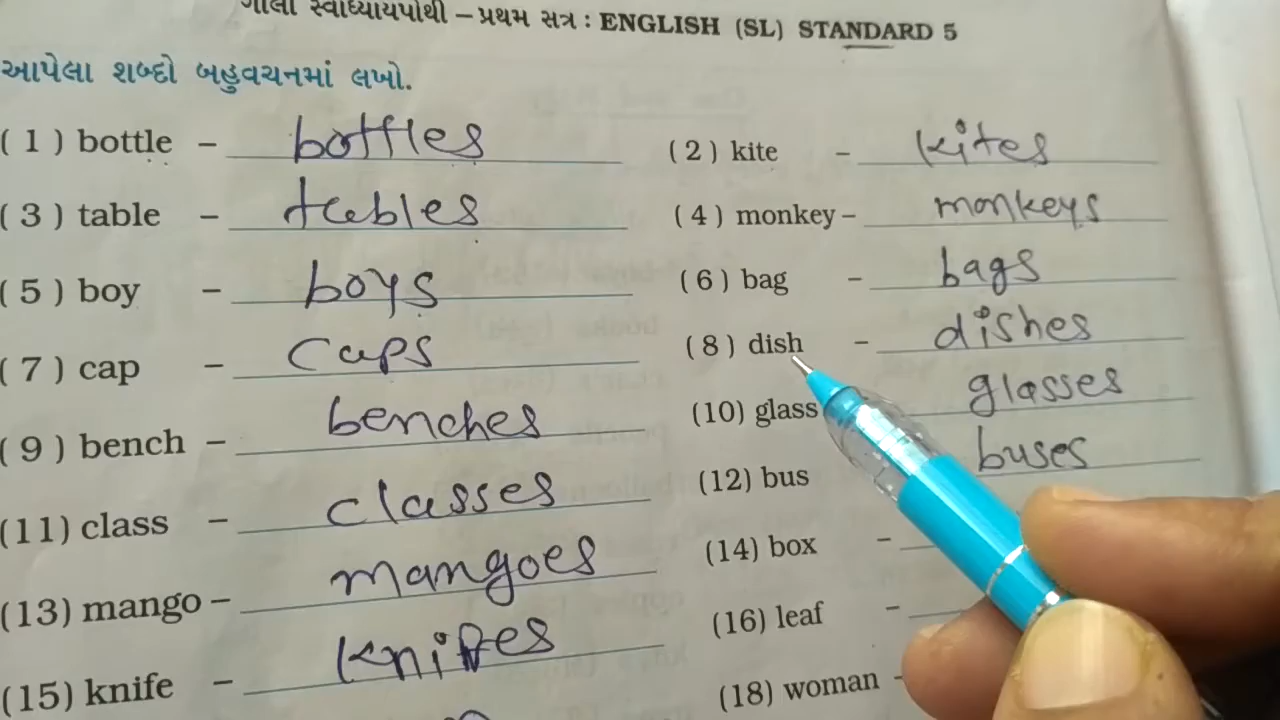 ગાલા સ્વાધ્યાયપોથી – પ્રથમ સત્ર : ENGLISH (SL) STANDARD 5
આપેલા શબ્દો બહુવચનમાં લખો.
( 1 ) bottle – bottles ( 2 ) kite – kites
( 3 ) table – tables ( 4 ) monkey – monkeys
( 5 ) boy – boys ( 6 ) bag – bags
( 7 ) cap – caps ( 8 ) dish – dishes
( 9 ) bench – benches (10) glass glasses
(11) class – classes (12) bus buses
(13) mango – mangoes (14) box –
(15) knife – knives (16) leaf –
(18) woman –